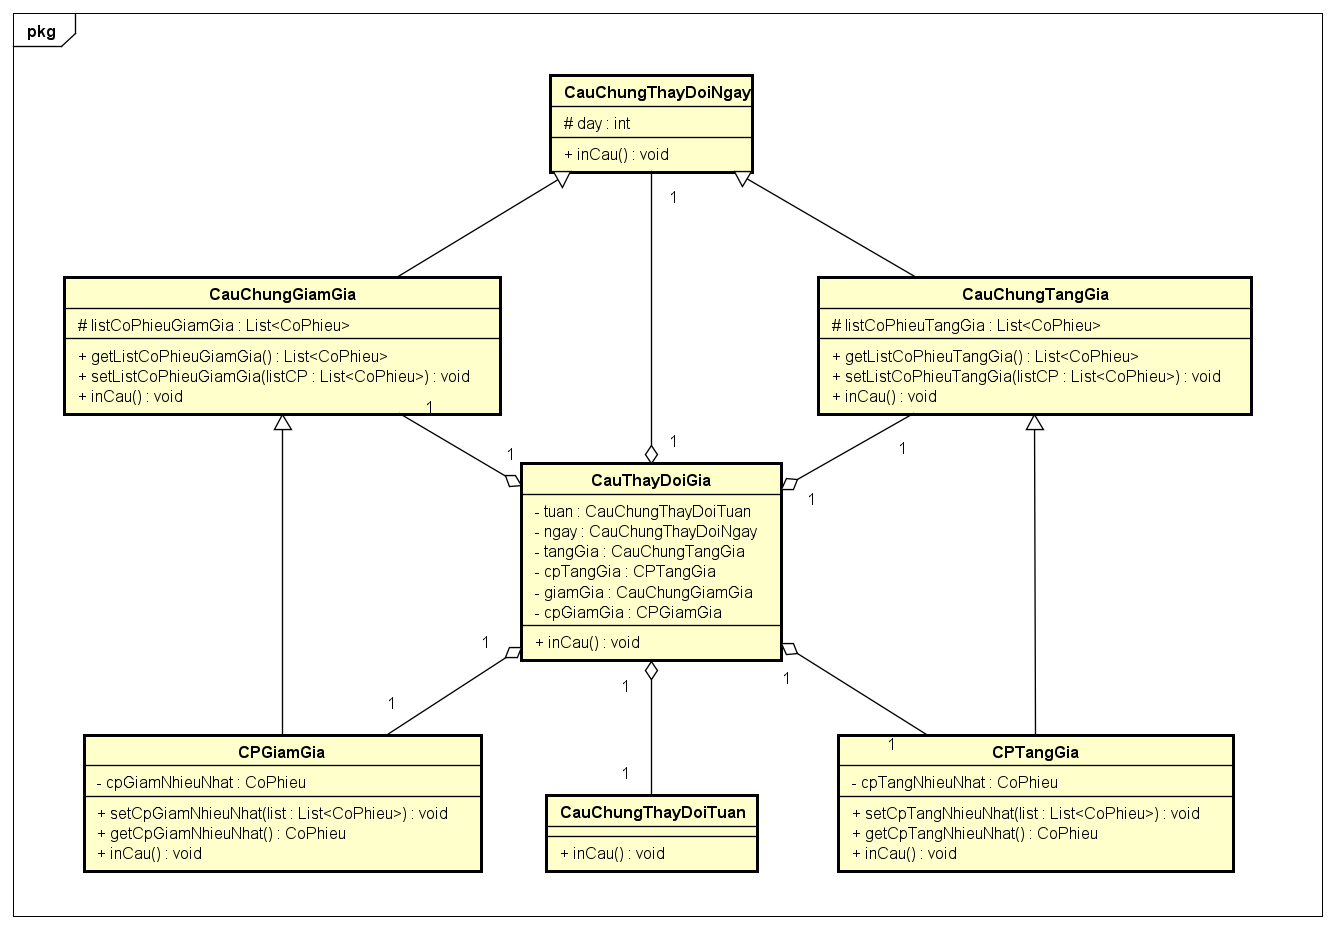 pkg
CauChungThayDoiNgay
# day : int
+ inCau() : void
1
CauChungGiamGia
# listCoPhieuGiamGia : List<CoPhieu>
+ getListCoPhieuGiamGia() : List<CoPhieu>
+ setListCoPhieuGiamGia(listCP : List<CoPhieu>) : void
+ inCau() : void
1
CauChungTangGia
# listCoPhieuTangGia : List<CoPhieu>
+ getListCoPhieuTangGia() : List<CoPhieu>
+ setListCoPhieuTangGia(listCP : List<CoPhieu>) : void
+ inCau() : void
1
1
1
1
CauThayDoiGia
- tuan : CauChungThayDoiTuan
- ngay : CauChungThayDoiNgay
- tangGia : CauChungTangGia
- cpTangGia : CPTangGia
- giamGia : CauChungGiamGia
- cpGiamGia : CPGiamGia
+ inCau() : void
1
1
1
1
1
1
CPGiamGia
- cpGiamNhieuNhat : CoPhieu
+ setCpGiamNhieuNhat(list : List<CoPhieu>) : void
+ getCpGiamNhieuNhat() : CoPhieu
+ inCau() : void
CauChungThayDoiTuan
+ inCau() : void
CPTangGia
- cpTangNhieuNhat : CoPhieu
+ setCpTangNhieuNhat(list : List<CoPhieu>) : void
+ getCpTangNhieuNhat() : CoPhieu
+ inCau() : void